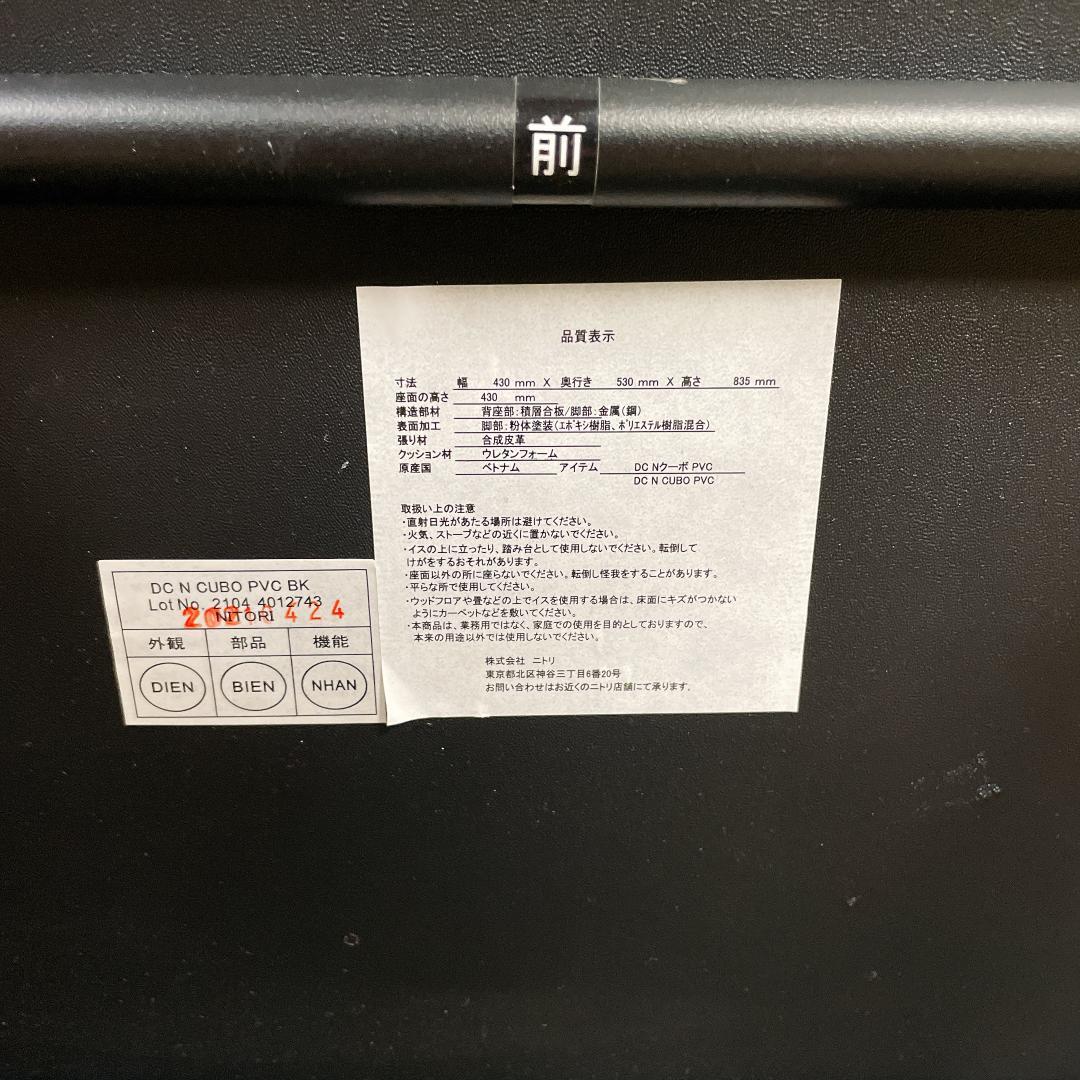 前
品質表示
寸法 幅 430 mm X 奥行き 530 mm X 高さ 835 mm
座面の高さ 430 mm
構造部材 背座部:積層合板/脚部:金属(鋼)
表面加工 脚部:粉体塗装(エポキシ樹脂、ポリエステル樹脂混合)
張り材 合成皮革
クッション材 ウレタンフォーム
原産国 ベトナム アイテム DC Nクーボ PVC
DC N CUBO PVC
取扱い上の注意
・直射日光があたる場所は避けてください。
・火気、ストーブなどの近くに置かないでください。
・イスの上に立ったり、踏み台として使用しないでください。転倒して
けがをするおそれがあります。
・座面以外の所に座らないでください。転倒し怪我をすることがあります。
・平らな所で使用してください。
・ウッドフロアや畳などの上でイスを使用する場合は、床面にキズがつかない
ようにカーペットなどを敷いてください。
・本商品は、業務用ではなく、家庭での使用を目的としておりますので、
本来の用途以外では使用しないでください。
株式会社 ニトリ
東京都北区神谷三丁目6番20号
お問い合わせはお近くのニトリ店舗にて承ります。
DC N CUBO PVC BK
Lot No. 2104 4012743
NITORI
外観 部品 機能
DIEN BIEN NHAN